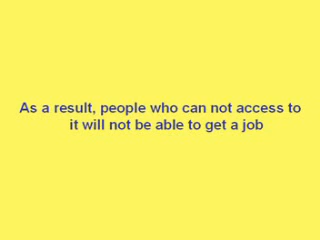 As a result, people who can not access to
it will not be able to get a job